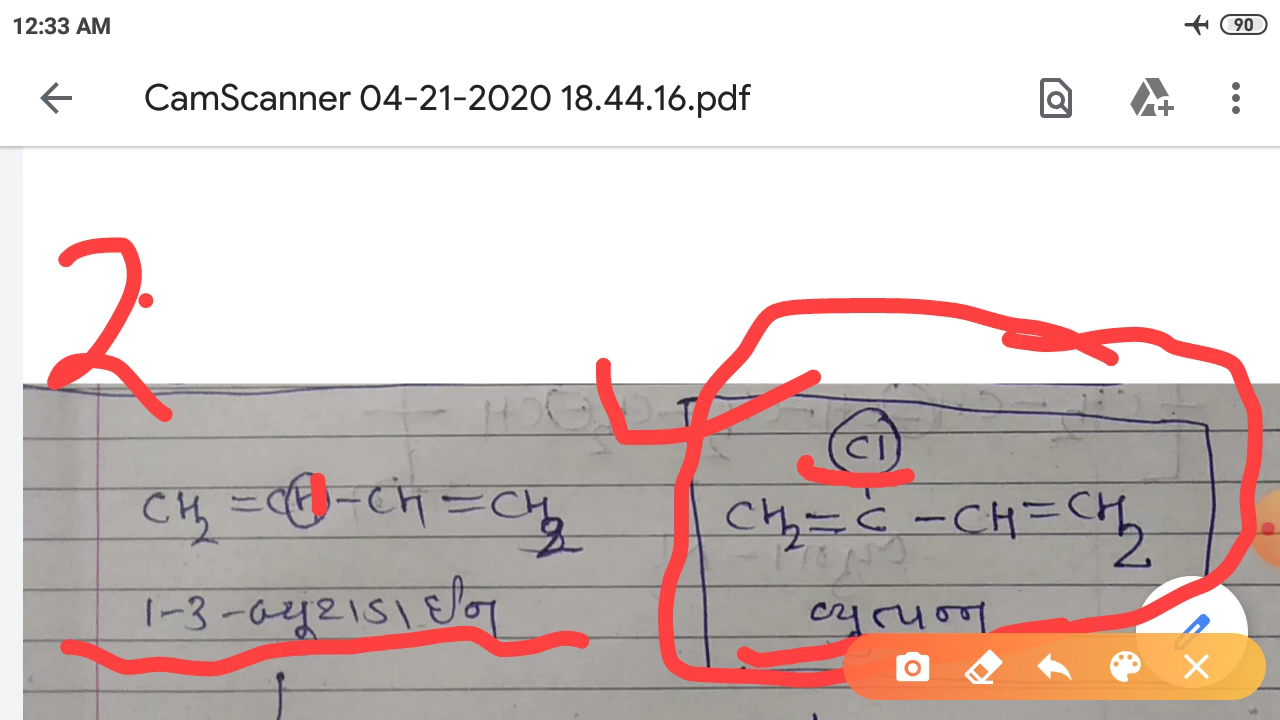 12:33 AM
90
CamScanner 04-21-2020 18.44.16.pdf
2.
Cl
CH2 = CH - CH = CH2
CH2 = C - CH = CH2
1-3-બ્યુટાડાઈન